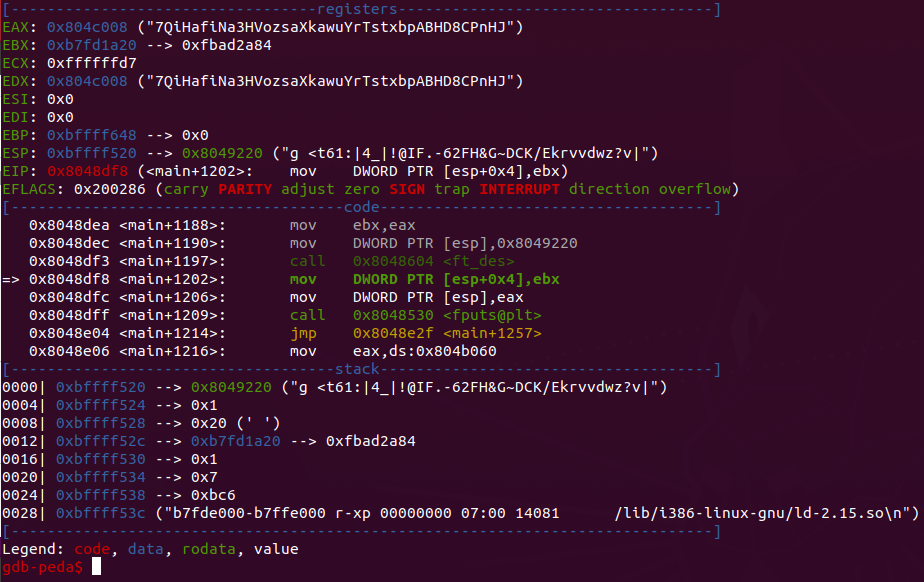 [----------------------------------registers-----------------------------------]
EAX: 0x804c008 ("7QiHafiNa3HVozsaXkawuYrTstxbpABHD8CPnHJ")
EBX: 0xb7fd1a20 --> 0xfbad2a84
ECX: 0xffffffd7
EDX: 0x804c008 ("7QiHafiNa3HVozsaXkawuYrTstxbpABHD8CPnHJ")
ESI: 0x0
EDI: 0x0
EBP: 0xbffff648 --> 0x0
ESP: 0xbffff520 --> 0x8049220 ("g <t61:|4_|!@IF.-62FH&G~DCK/Ekrvvdwz?v|")
EIP: 0x8048df8 (<main+1202>:	mov    DWORD PTR [esp+0x4],ebx)
EFLAGS: 0x200286 (carry PARITY adjust zero SIGN trap INTERRUPT direction overflow)
[-------------------------------------code-------------------------------------]
   0x8048dea <main+1188>:	mov    ebx,eax
   0x8048dec <main+1190>:	mov    DWORD PTR [esp],0x8049220
   0x8048df3 <main+1197>:	call   0x8048604 <ft_des>
=> 0x8048df8 <main+1202>:	mov    DWORD PTR [esp+0x4],ebx
   0x8048dfc <main+1206>:	mov    DWORD PTR [esp],eax
   0x8048dff <main+1209>:	call   0x8048530 <fputs@plt>
   0x8048e04 <main+1214>:	jmp    0x8048e2f <main+1257>
   0x8048e06 <main+1216>:	mov    eax,ds:0x804b060
[------------------------------------stack-------------------------------------]
0000| 0xbffff520 --> 0x8049220 ("g <t61:|4_|!@IF.-62FH&G~DCK/Ekrvvdwz?v|")
0004| 0xbffff524 --> 0x1
0008| 0xbffff528 --> 0x20 (' ')
0012| 0xbffff52c --> 0xb7fd1a20 --> 0xfbad2a84
0016| 0xbffff530 --> 0x1
0020| 0xbffff534 --> 0x7
0024| 0xbffff538 --> 0xbc6
0028| 0xbffff53c ("b7fde000-b7ffe000 r-xp 00000000 07:00 14081      /lib/i386-linux-gnu/ld-2.15.so\n")
[------------------------------------------------------------------------------]
Legend: code, data, rodata, value
gdb-peda$